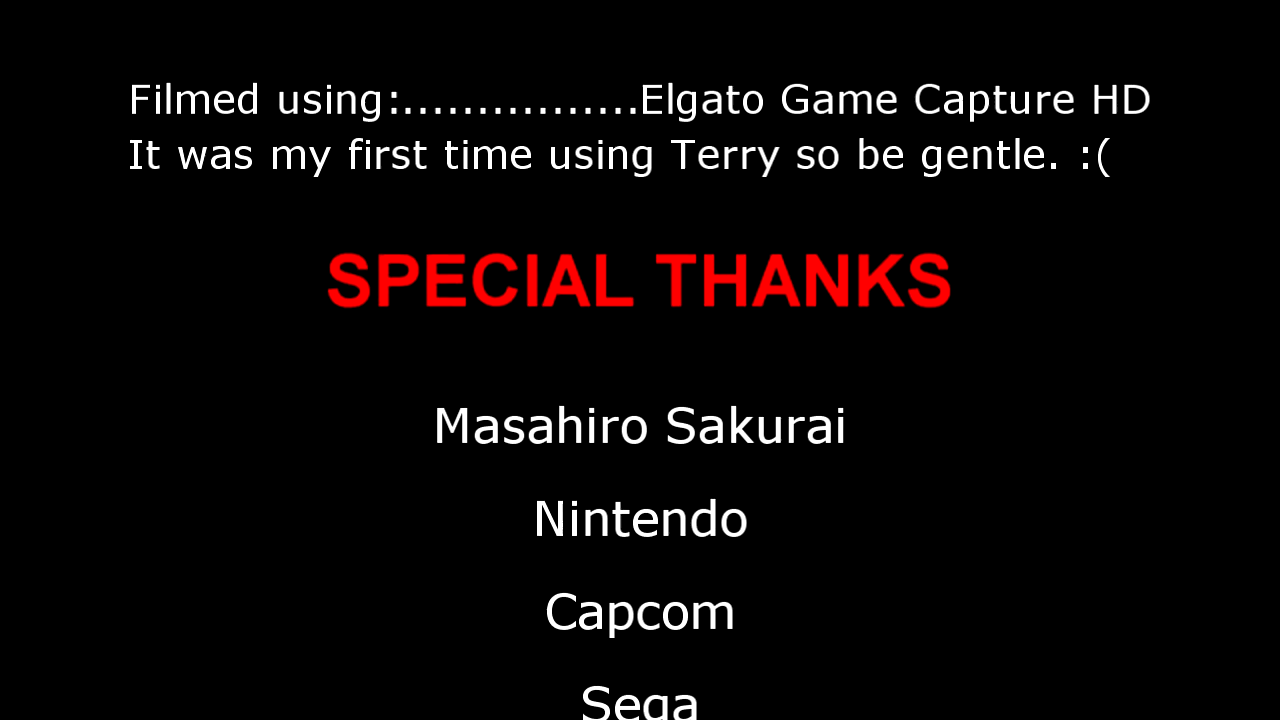 Filmed using:................Elgato Game Capture HD
It was my first time using Terry so be gentle. :(
SPECIAL THANKS
Masahiro Sakurai
Nintendo
Capcom
Sega